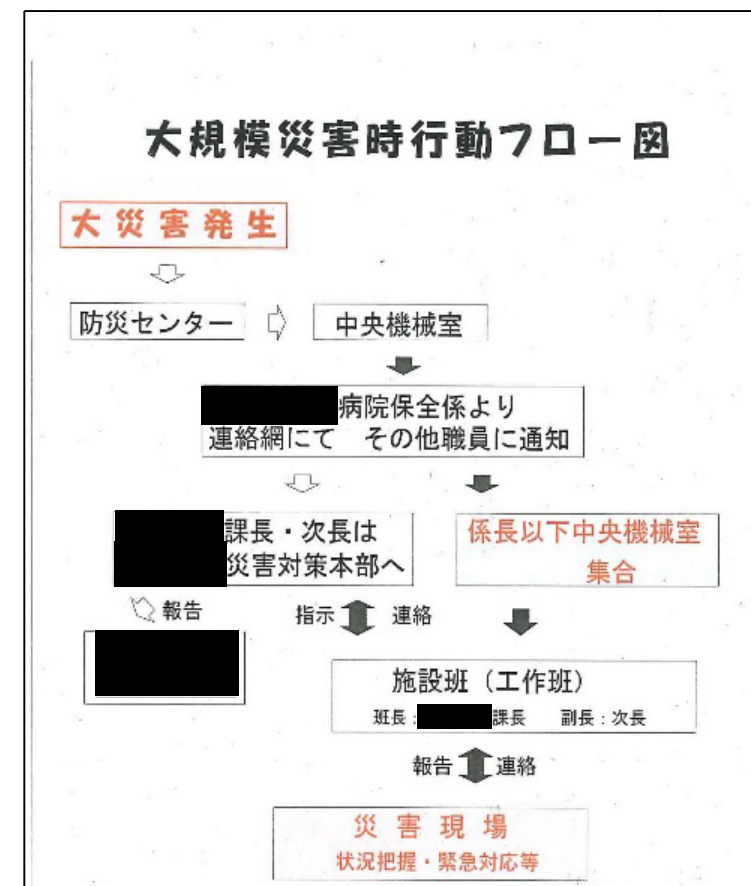 大規模災害時行動フロー図
大災害発生
防災センター
中央機械室
病院保全係より
連絡網にて　その他職員に通知
課長・次長は
災害対策本部へ
係長以下中央機械室
集合
報告
指示
連絡
施設班（工作班）
班長：課長　副長：次長
報告
連絡
災害現場
状況把握・緊急対応等